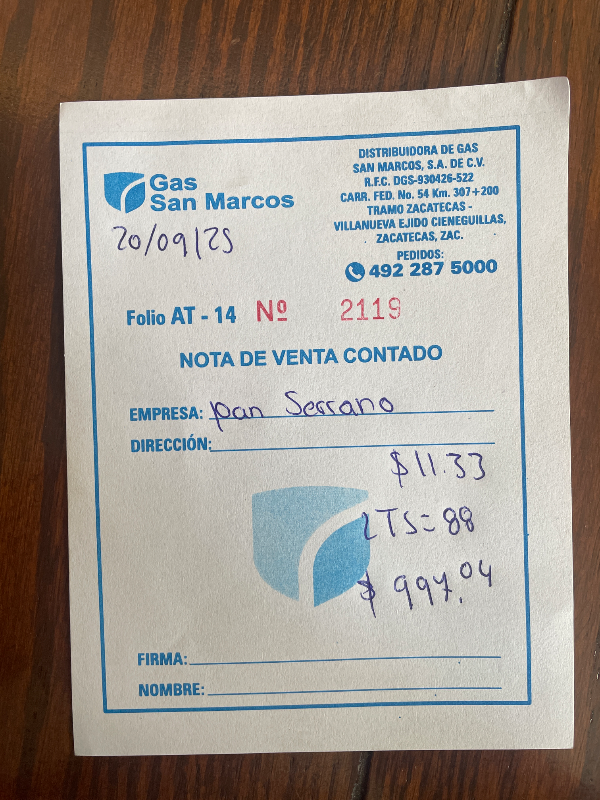 Gas
San Marcos
DISTRIBUIDORA DE GAS
SAN MARCOS, S.A. DE C.V.
R.F.C. DGS-930426-522
CARR. FED. No. 54 Km. 307+200
TRAMO ZACATECAS -
VILLANUEVA EJIDO CIENEGUILLAS,
ZACATECAS, ZAC.
PEDIDOS:
492 287 5000
20/09/25
Folio AT - 14 Nº 2119
NOTA DE VENTA CONTADO
EMPRESA: pan Serrano
DIRECCIÓN:
$11.33
LTS=88
$ 997.04
FIRMA:
NOMBRE: